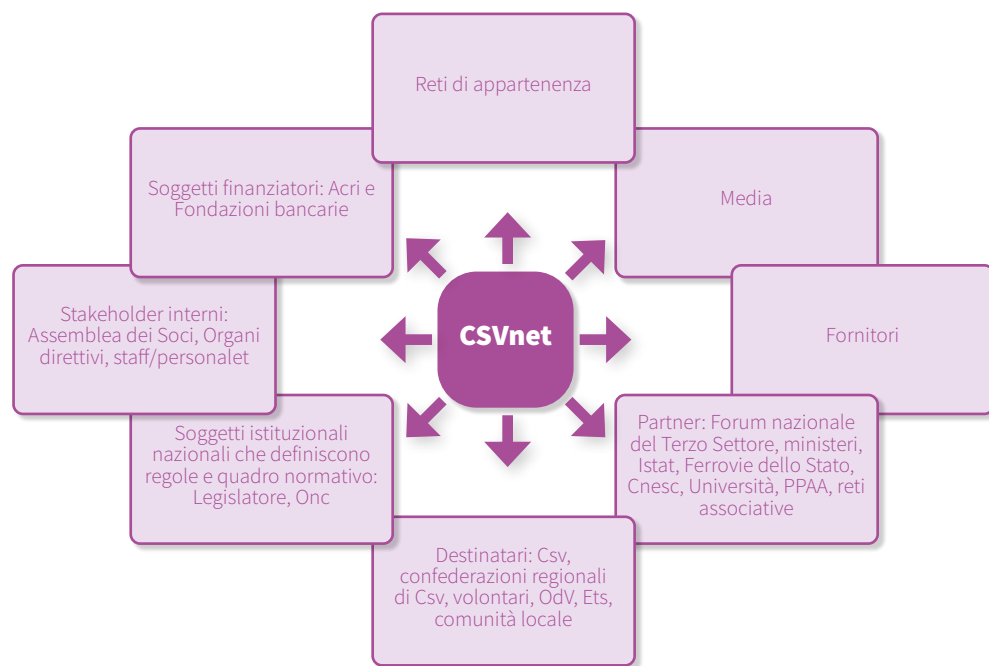 Reti di appartenenza
Soggetti finanziatori: Acri e
Fondazioni bancarie
Media
Stakeholder interni:
Assemblea dei Soci, Organi
direttivi, staff/personalet
CSVnet
Fornitori
Soggetti istituzionali
nazionali che definiscono
regole e quadro normativo:
Legislatore, Onc
Partner: Forum nazionale
del Terzo Settore, ministeri,
Istat, Ferrovie dello Stato,
Cnesc, Università, PPAA, reti
associative
Destinatari: Csv,
confederazioni regionali
di Csv, volontari, OdV, Ets,
comunità locale